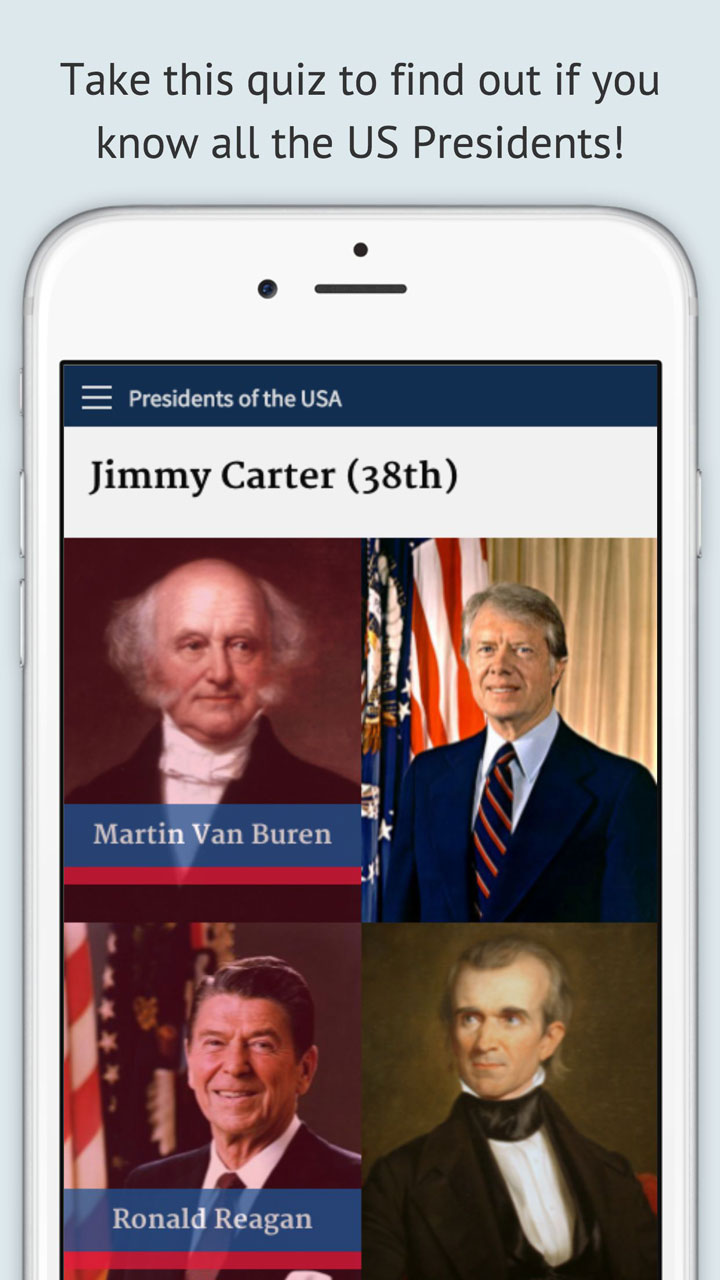 Take this quiz to find out if you
know all the US Presidents!
Presidents of the USA
Jimmy Carter (38th)
Martin Van Buren
Ronald Reagan